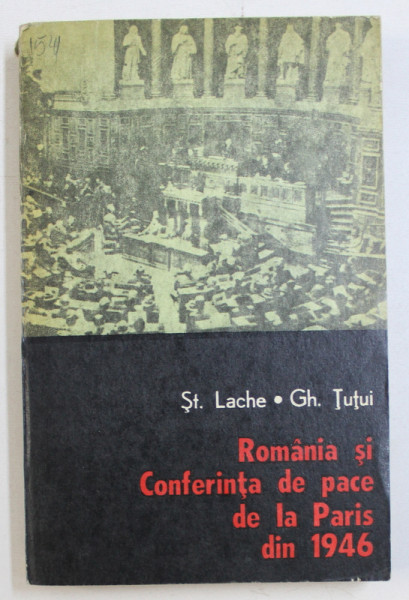 154
Şt. Lache • Gh. Ţuţui
România şi
Conferinţa de pace
de la Paris
din 1946